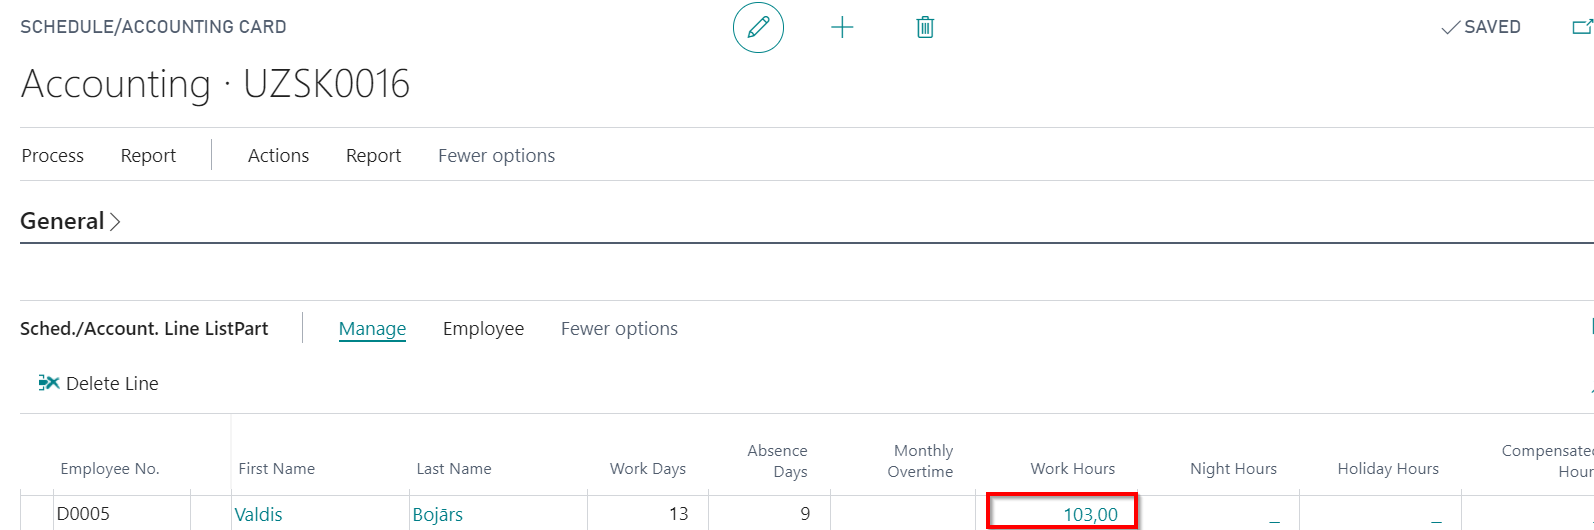 SCHEDULE/ACCOUNTING CARD
SAVED
Accounting · UZSK0016
Process Report Actions Report Fewer options
General
Sched./Account. Line ListPart Manage Employee Fewer options
Delete Line
Employee No. First Name Last Name Work Days Absence Days Monthly Overtime Work Hours Night Hours Holiday Hours Compensated Hour
D0005 Valdis Bojārs 13 9 103,00 _ _